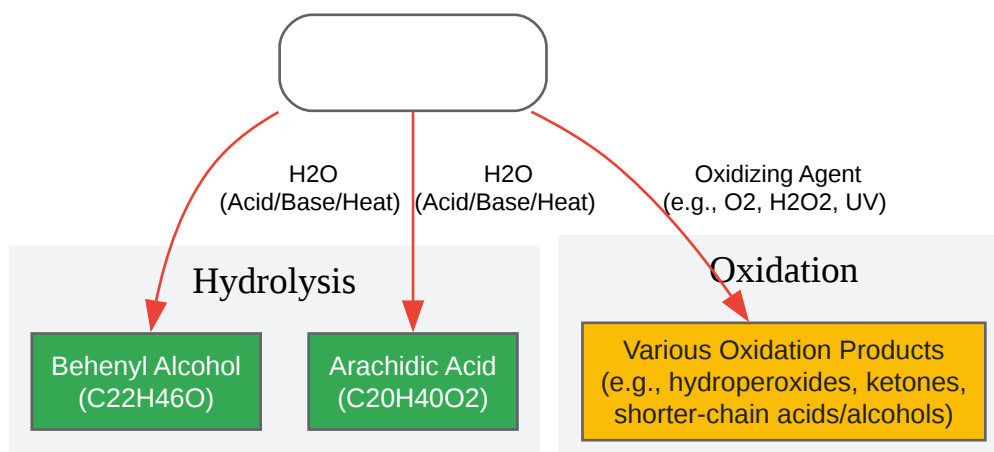 H2O
(Acid/Base/Heat)
H2O
(Acid/Base/Heat)
Oxidizing Agent
(e.g., O2, H2O2, UV)
Hydrolysis
Oxidation
Behenyl Alcohol
(C22H46O)
Arachidic Acid
(C20H40O2)
Various Oxidation Products
(e.g., hydroperoxides, ketones,
shorter-chain acids/alcohols)